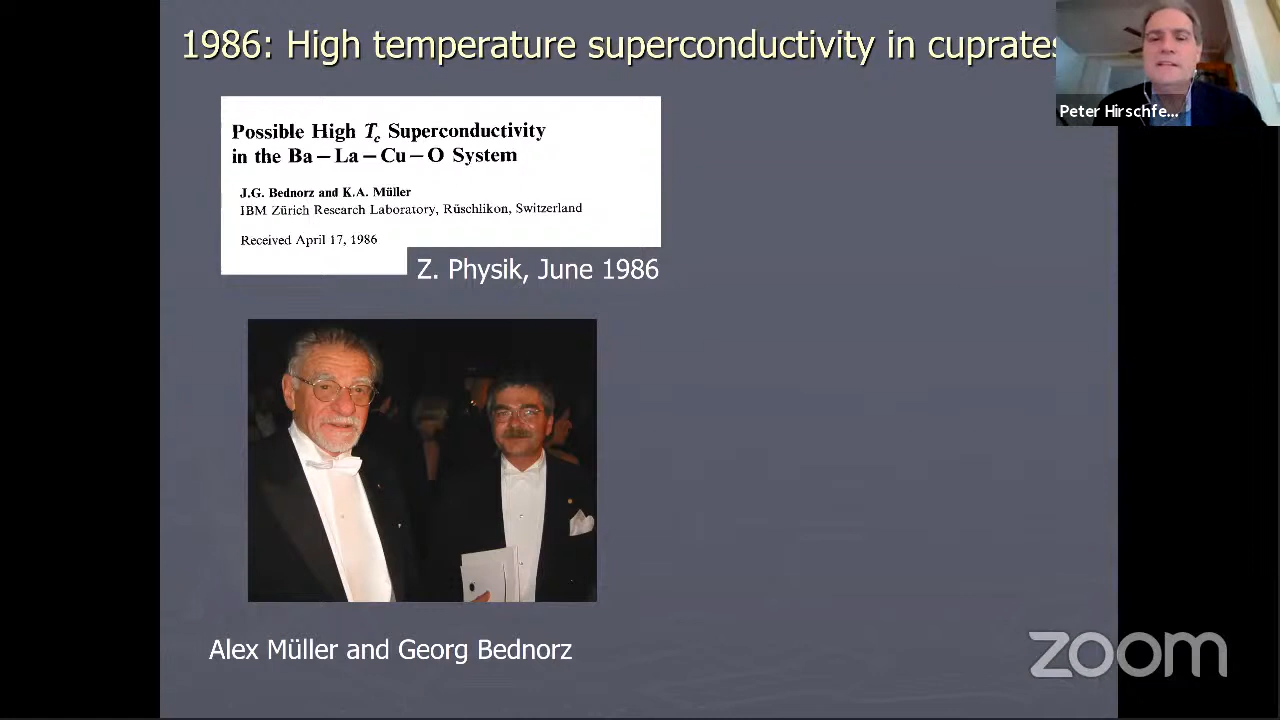 1986: High temperature superconductivity in cuprates
Peter Hirschfe...
Possible High Tc Superconductivity
in the Ba – La – Cu – O System
J.G. Bednorz and K.A. Müller
IBM Zürich Research Laboratory, Rüschlikon, Switzerland
Received April 17, 1986
Z. Physik, June 1986
Alex Müller and Georg Bednorz
zoom